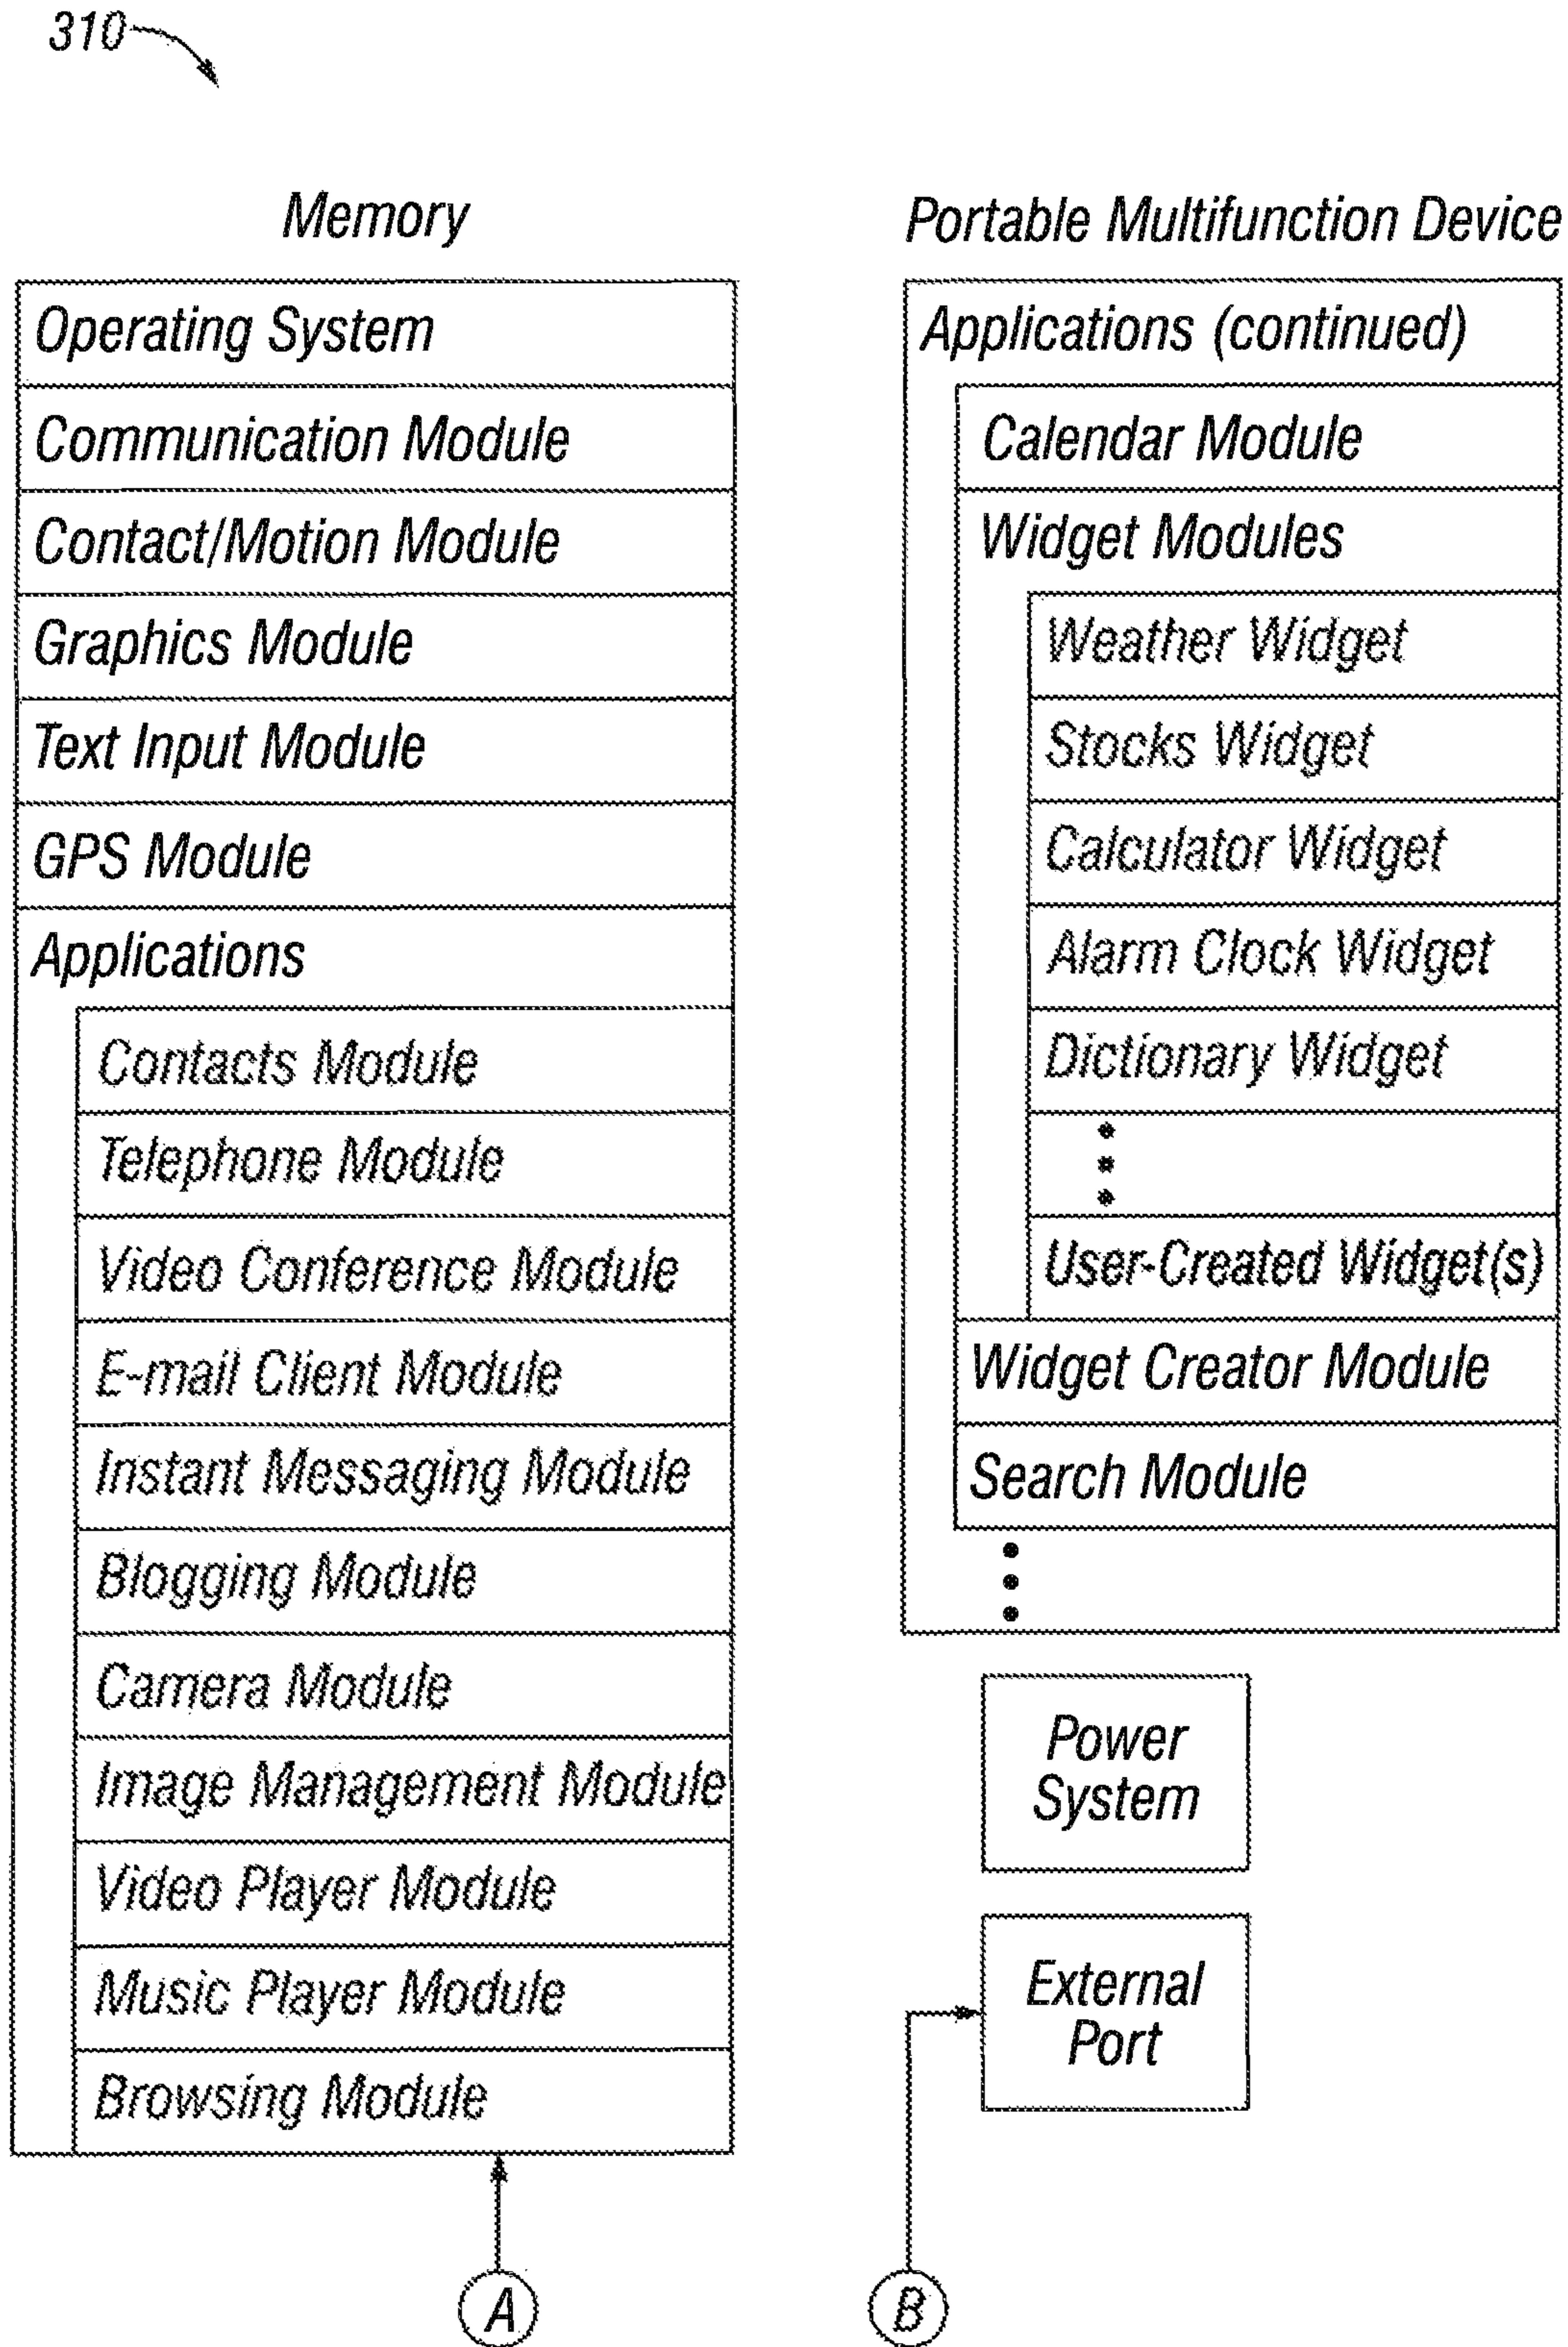 310
Memory
Operating System
Communication Module
Contact/Motion Module
Graphics Module
Text Input Module
GPS Module
Applications
Contacts Module
Telephone Module
Video Conference Module
E-mail Client Module
Instant Messaging Module
Blogging Module
Camera Module
Image Management Module
Video Player Module
Music Player Module
Browsing Module
A
Portable Multifunction Device
Applications (continued)
Calendar Module
Widget Modules
Weather Widget
Stocks Widget
Calculator Widget
Alarm Clock Widget
Dictionary Widget
User-Created Widget(s)
Widget Creator Module
Search Module
Power
System
External
Port
B